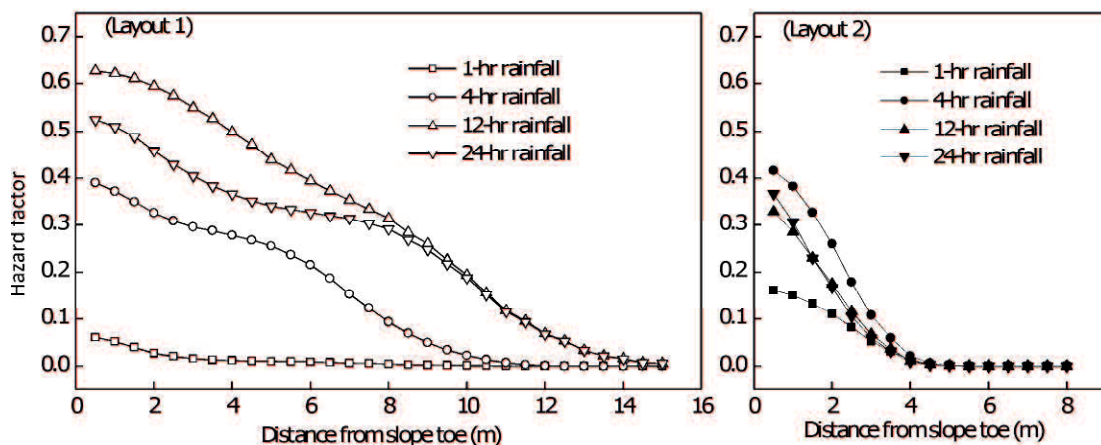 (Layout 1)
0.7
0.6
0.5
0.4
0.3
0.2
0.1
0.0
Hazard factor
1-hr rainfall
4-hr rainfall
12-hr rainfall
24-hr rainfall
0 2 4 6 8 10 12 14 16
Distance from slope toe (m)
(Layout 2)
0.7
0.6
0.5
0.4
0.3
0.2
0.1
0.0
1-hr rainfall
4-hr rainfall
12-hr rainfall
24-hr rainfall
0 2 4 6 8
Distance from slope toe (m)